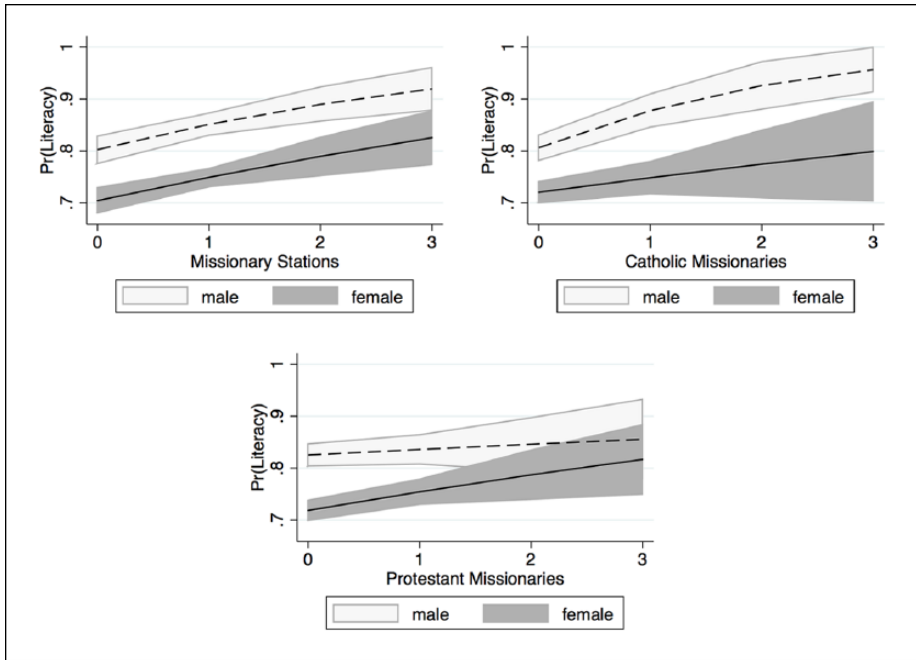 Pr(Literacy)
1
.9
.8
.7
0 1 2 3
Missionary Stations
male female
Pr(Literacy)
1
.9
.8
.7
0 1 2 3
Catholic Missionaries
male female
Pr(Literacy)
1
.9
.8
.7
0 1 2 3
Protestant Missionaries
male female